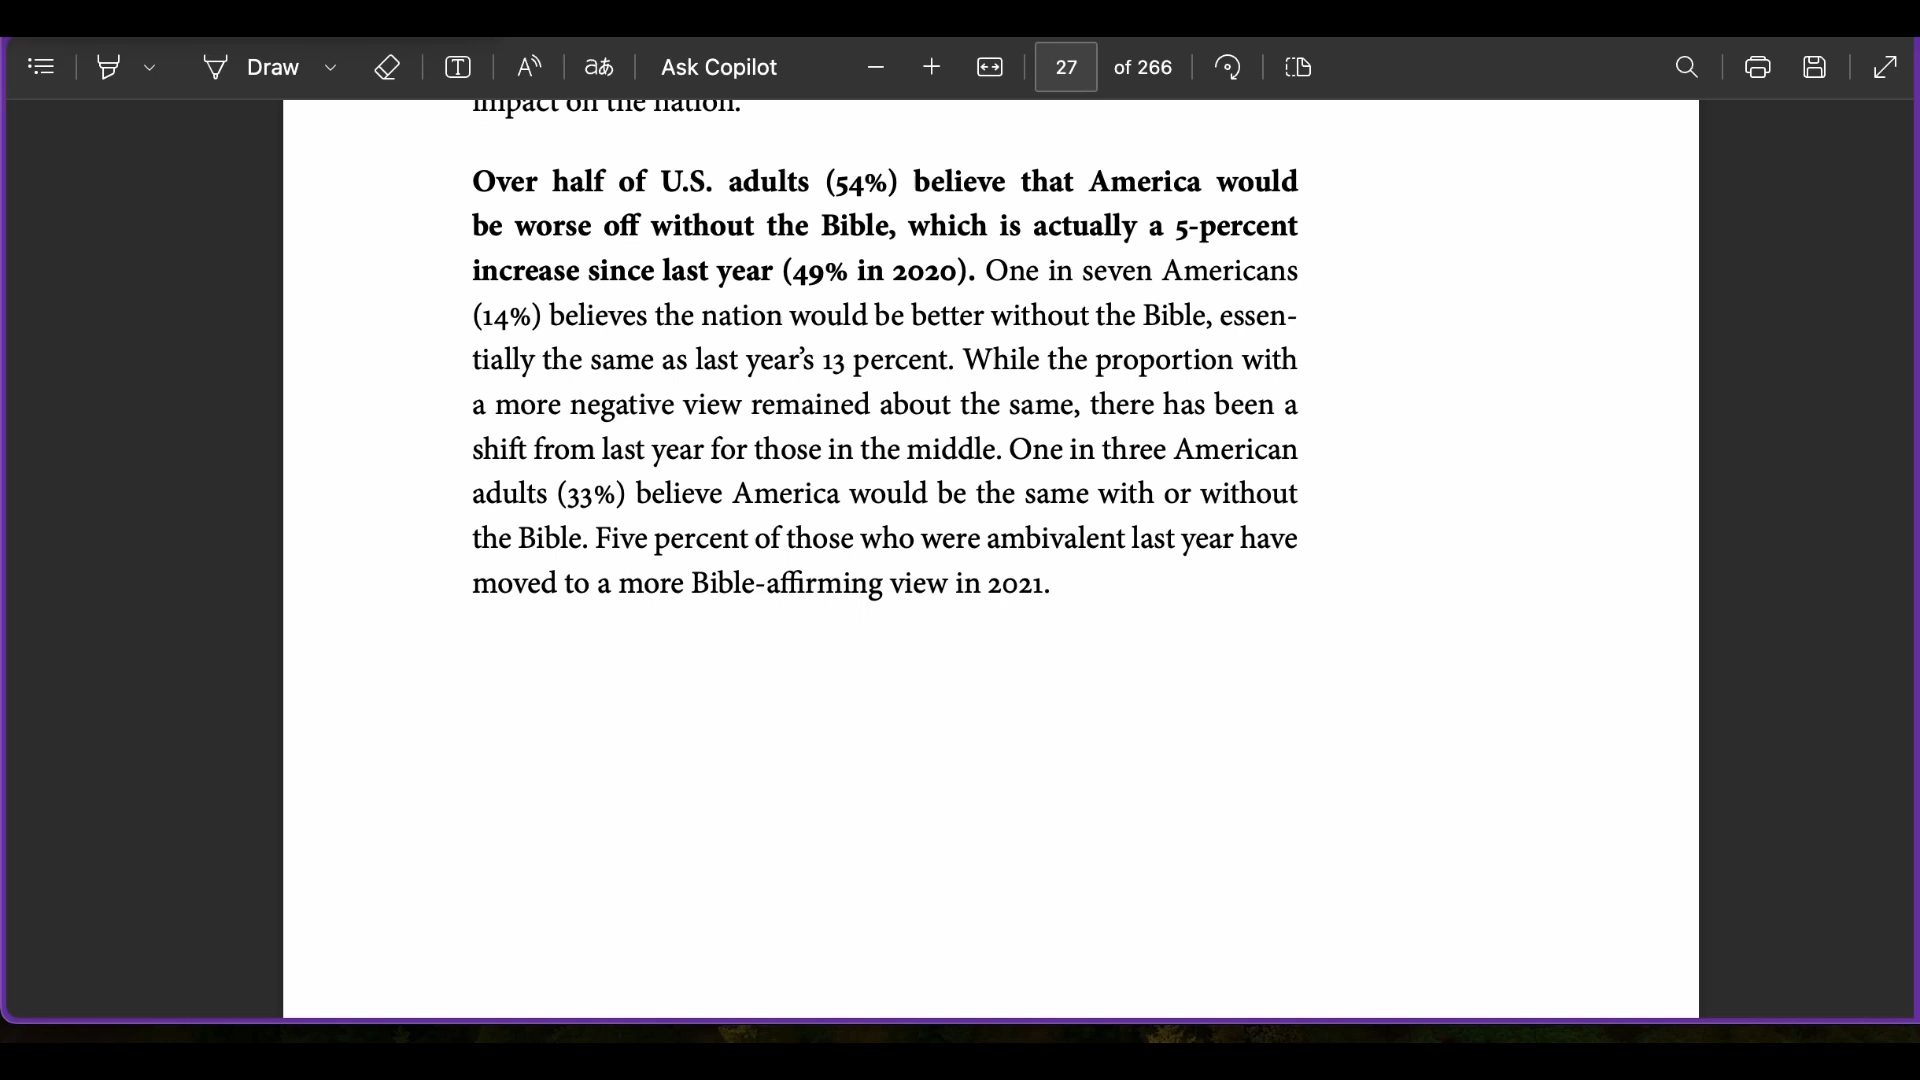 Draw
aあ
Ask Copilot
27 of 266
impact on the nation.
Over half of U.S. adults (54%) believe that America would
be worse off without the Bible, which is actually a 5-percent
increase since last year (49% in 2020). One in seven Americans
(14%) believes the nation would be better without the Bible, essen-
tially the same as last year’s 13 percent. While the proportion with
a more negative view remained about the same, there has been a
shift from last year for those in the middle. One in three American
adults (33%) believe America would be the same with or without
the Bible. Five percent of those who were ambivalent last year have
moved to a more Bible-affirming view in 2021.